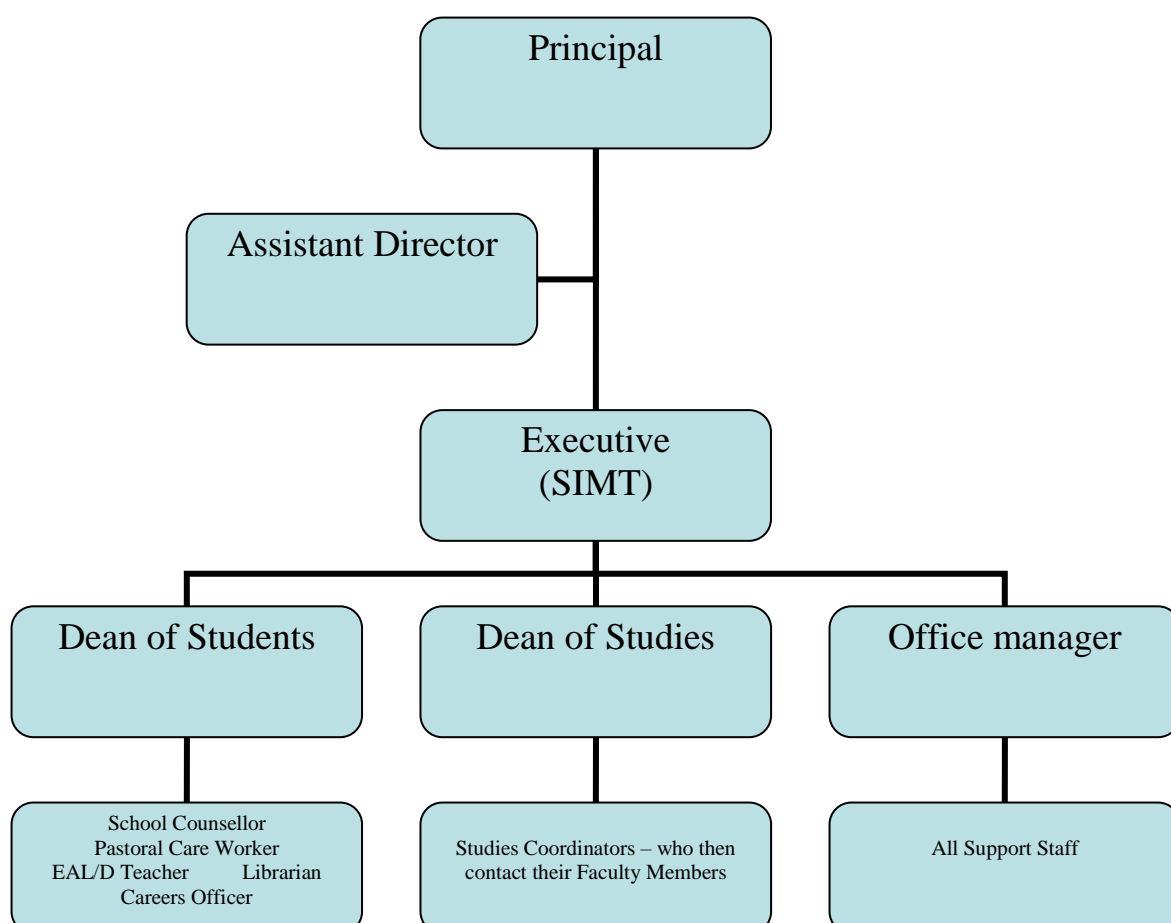 Principal
Assistant Director
Executive
(SIMT)
Dean of Students
Dean of Studies
Office manager
School Counsellor
Pastoral Care Worker
EAL/D Teacher Librarian
Careers Officer
Studies Coordinators – who then
contact their Faculty Members
All Support Staff